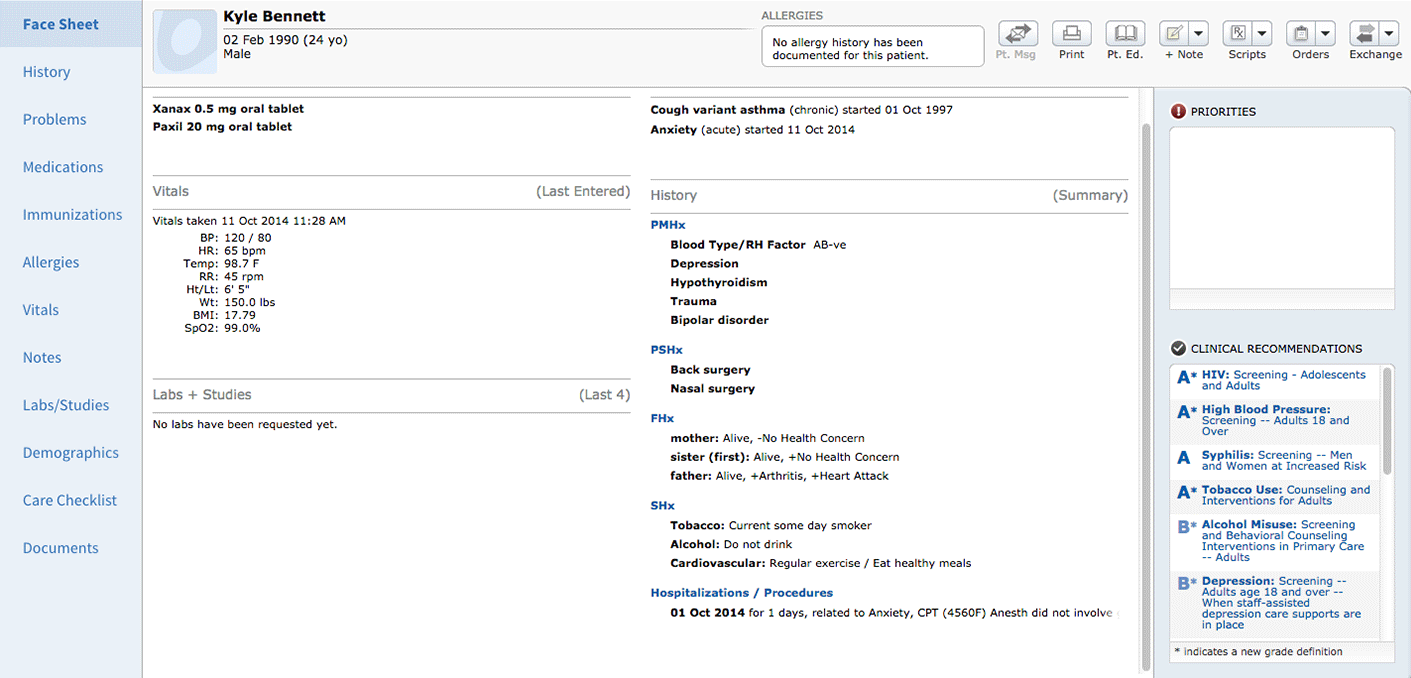 Face Sheet
History
Problems
Medications
Immunizations
Allergies
Vitals
Notes
Labs/Studies
Demographics
Care Checklist
Documents
Kyle Bennett
02 Feb 1990 (24 yo)
Male
ALLERGIES
No allergy history has been
documented for this patient.
Pt. Msg
Print
Pt. Ed.
+ Note
Scripts
Orders
Exchange
Xanax 0.5 mg oral tablet
Paxil 20 mg oral tablet
Vitals (Last Entered)
Vitals taken 11 Oct 2014 11:28 AM
BP: 120 / 80
HR: 65 bpm
Temp: 98.7 F
RR: 45 rpm
Ht/Lt: 6' 5"
Wt: 150.0 lbs
BMI: 17.79
SpO2: 99.0%
Labs + Studies (Last 4)
No labs have been requested yet.
Cough variant asthma (chronic) started 01 Oct 1997
Anxiety (acute) started 11 Oct 2014
History (Summary)
PMHx
Blood Type/RH Factor AB-ve
Depression
Hypothyroidism
Trauma
Bipolar disorder
PSHx
Back surgery
Nasal surgery
FHx
mother: Alive, -No Health Concern
sister (first): Alive, +No Health Concern
father: Alive, +Arthritis, +Heart Attack
SHx
Tobacco: Current some day smoker
Alcohol: Do not drink
Cardiovascular: Regular exercise / Eat healthy meals
Hospitalizations / Procedures
01 Oct 2014 for 1 days, related to Anxiety, CPT (4560F) Anesth did not involve
PRIORITIES
CLINICAL RECOMMENDATIONS
A* HIV: Screening - Adolescents
and Adults
A* High Blood Pressure:
Screening -- Adults 18 and
Over
A Syphilis: Screening -- Men
and Women at Increased Risk
A* Tobacco Use: Counseling and
Interventions for Adults
B* Alcohol Misuse: Screening
and Behavioral Counseling
Interventions in Primary Care
-- Adults
B* Depression: Screening --
Adults age 18 and over --
When staff-assisted
depression care supports are
in place
* indicates a new grade definition